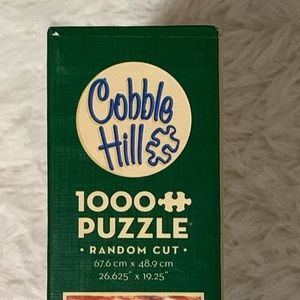 Cobble
Hill
1000
PUZZLE
• RANDOM CUT •
67.6 cm x 48.9 cm
26.625" x 19.25"